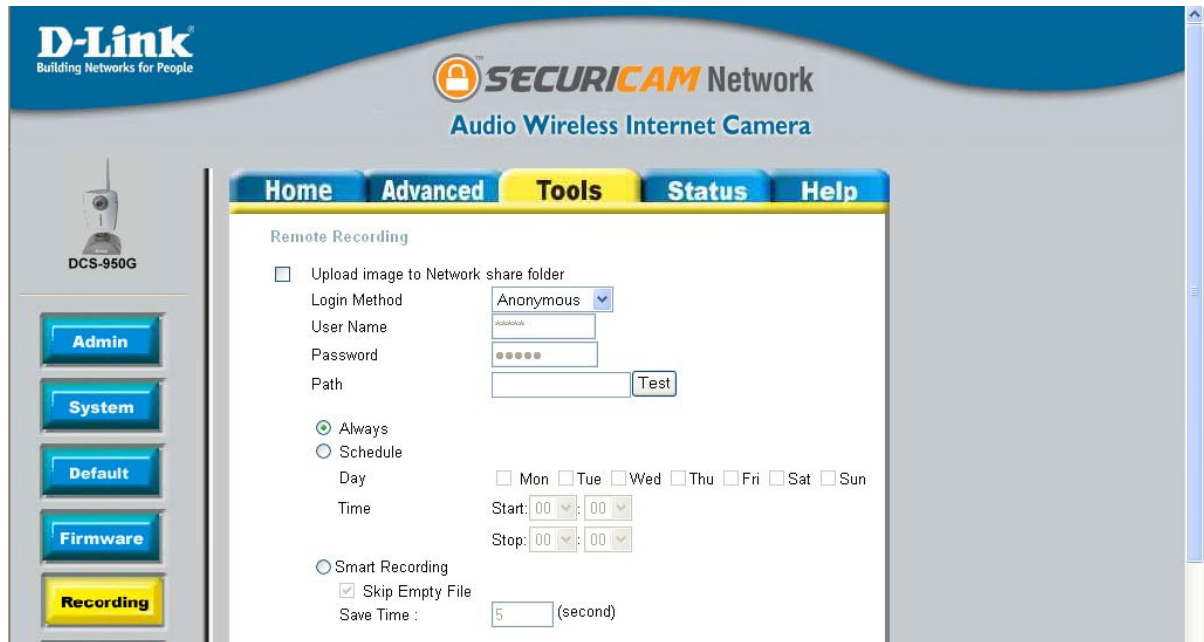 D-Link
Building Networks for People
SECURICAM Network
Audio Wireless Internet Camera
DCS-950G
Home Advanced Tools Status Help
Remote Recording
Upload image to Network share folder
Login Method Anonymous
User Name *****
Password •••••
Path Test
Always
Schedule
Day Mon Tue Wed Thu Fri Sat Sun
Time Start: 00 : 00
Stop: 00 : 00
Smart Recording
Skip Empty File
Save Time : 5 (second)
Admin
System
Default
Firmware
Recording